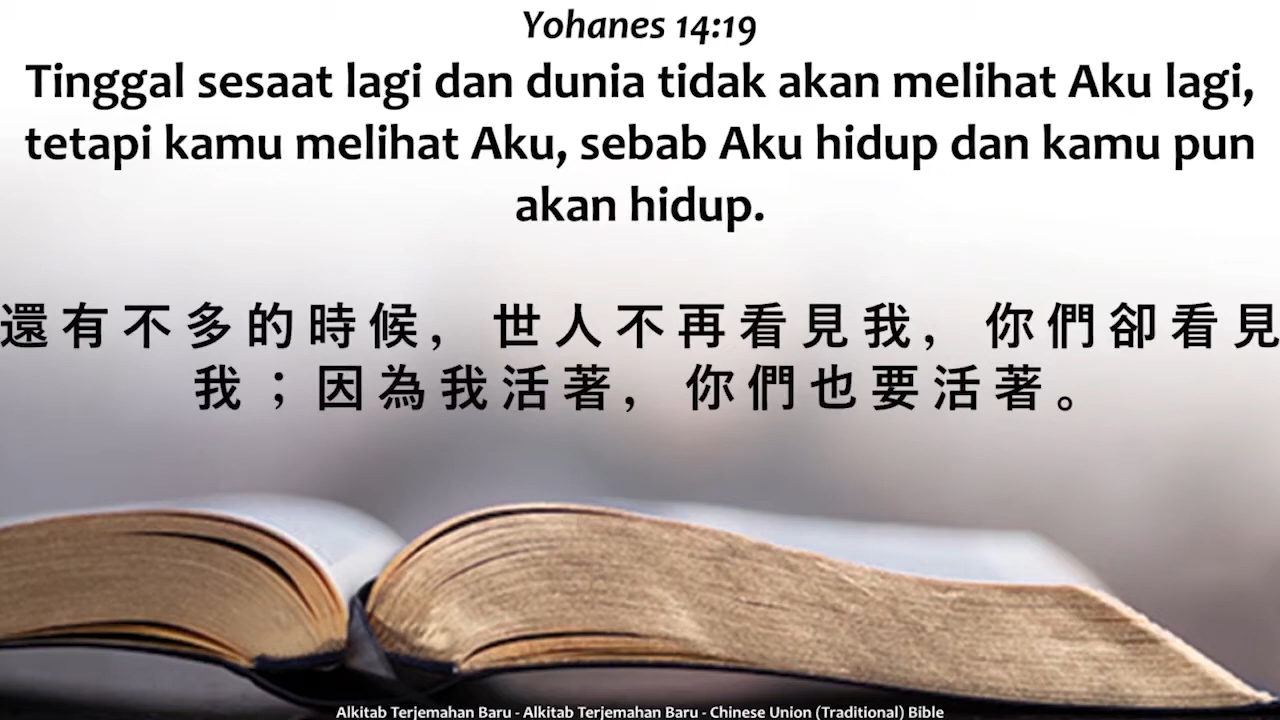 Yohanes 14:19
Tinggal sesaat lagi dan dunia tidak akan melihat Aku lagi,
tetapi kamu melihat Aku, sebab Aku hidup dan kamu pun
akan hidup.
還有不多的時候，世人不再看見我，你們卻看見
我；因為我活著，你們也要活著。
Alkitab Terjemahan Baru - Alkitab Terjemahan Baru - Chinese Union (Traditional) Bible